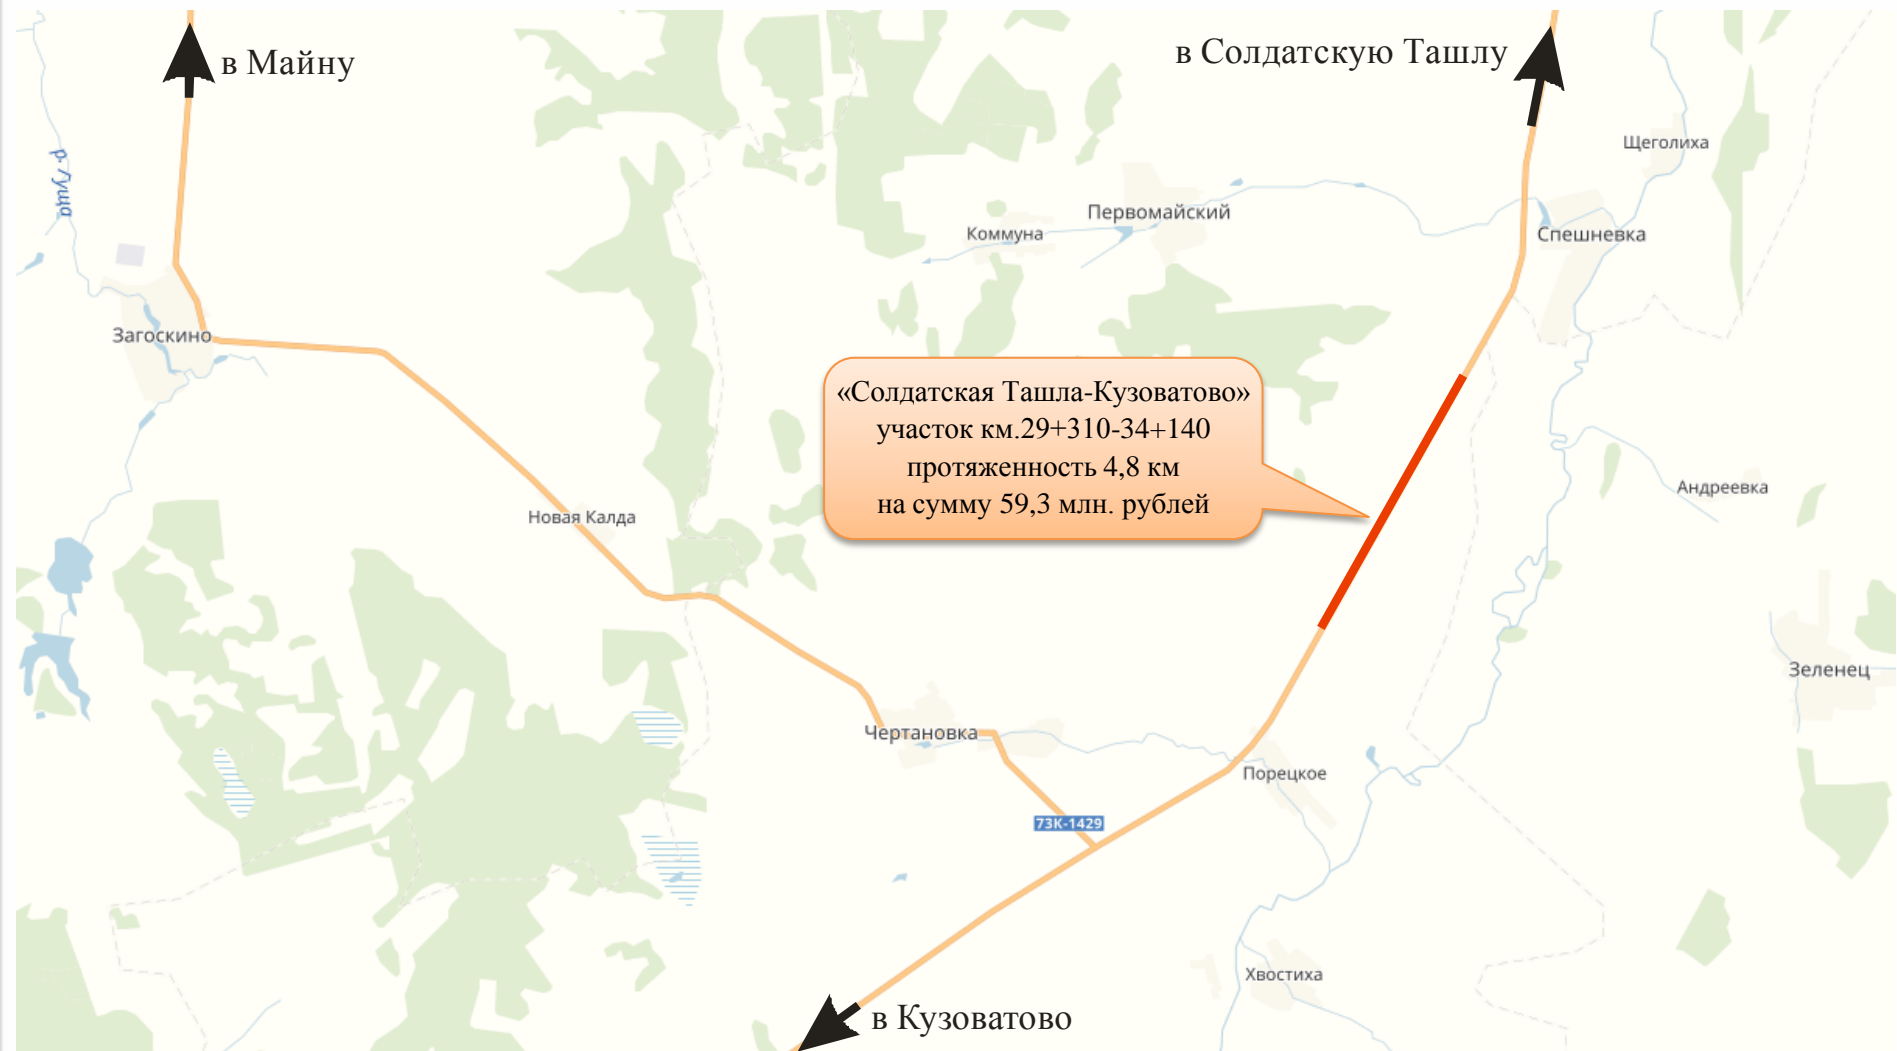 в Майну
в Солдатскую Ташлу
Щеголиха
р. Гуща
Первомайский
Коммуна
Спешневка
Загоскино
«Солдатская Ташла-Кузоватово»
участок км.29+310-34+140
протяженность 4,8 км
на сумму 59,3 млн. рублей
Андреевка
Новая Калда
Зеленец
Чертановка
Порецкое
73К-1429
Хвостиха
в Кузоватово